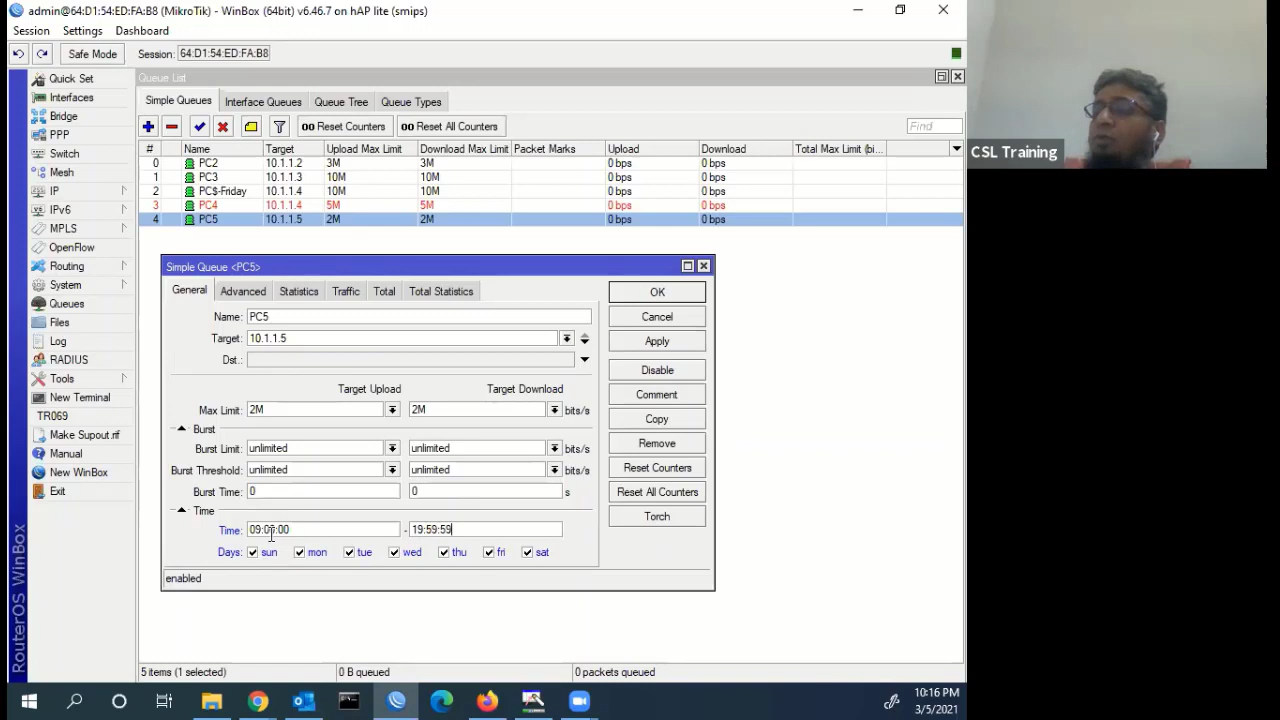 admin@64:D1:54:ED:FA:B8 (MikroTik) - WinBox (64bit) v6.46.7 on hAP lite (smips)
Session Settings Dashboard
Safe Mode Session: 64:D1:54:ED:FA:B8
Quick Set
Interfaces
Bridge
PPP
Switch
Mesh
IP
IPv6
MPLS
OpenFlow
Routing
System
Queues
Files
Log
RADIUS
Tools
New Terminal
TR069
Make Supout.rif
Manual
New WinBox
Exit
RouterOS WinBox
Queue List
Simple Queues Interface Queues Queue Tree Queue Types
00 Reset Counters 00 Reset All Counters Find
# Name Target Upload Max Limit Download Max Limit Packet Marks Upload Download Total Max Limit (bi...
0 PC2 10.1.1.2 3M 3M 0 bps 0 bps
1 PC3 10.1.1.3 10M 10M 0 bps 0 bps
2 PC$-Friday 10.1.1.4 10M 10M 0 bps 0 bps
3 PC4 10.1.1.4 5M 5M 0 bps 0 bps
4 PC5 10.1.1.5 2M 2M 0 bps 0 bps
Simple Queue <PC5>
General Advanced Statistics Traffic Total Total Statistics
Name: PC5
Target: 10.1.1.5
Dst.:
Target Upload Target Download
Max Limit: 2M 2M bits/s
Burst
Burst Limit: unlimited unlimited bits/s
Burst Threshold: unlimited unlimited bits/s
Burst Time: 0 0 s
Time
Time: 09:00:00 - 19:59:59
Days: sun mon tue wed thu fri sat
enabled
OK
Cancel
Apply
Disable
Comment
Copy
Remove
Reset Counters
Reset All Counters
Torch
5 items (1 selected) 0 B queued 0 packets queued
CSL Training
10:16 PM
3/5/2021